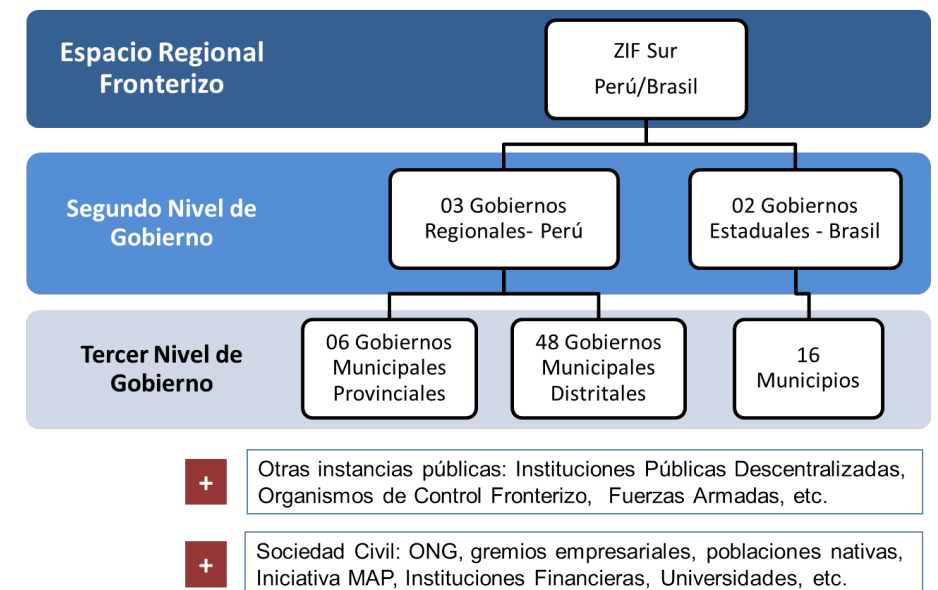 Espacio Regional
Fronterizo
ZIF Sur
Perú/Brasil
Segundo Nivel de
Gobierno
03 Gobiernos
Regionales- Perú
02 Gobiernos
Estaduales - Brasil
Tercer Nivel de
Gobierno
06 Gobiernos
Municipales
Provinciales
48 Gobiernos
Municipales
Distritales
16
Municipios
+
Otras instancias públicas: Instituciones Públicas Descentralizadas,
Organismos de Control Fronterizo, Fuerzas Armadas, etc.
+
Sociedad Civil: ONG, gremios empresariales, poblaciones nativas,
Iniciativa MAP, Instituciones Financieras, Universidades, etc.